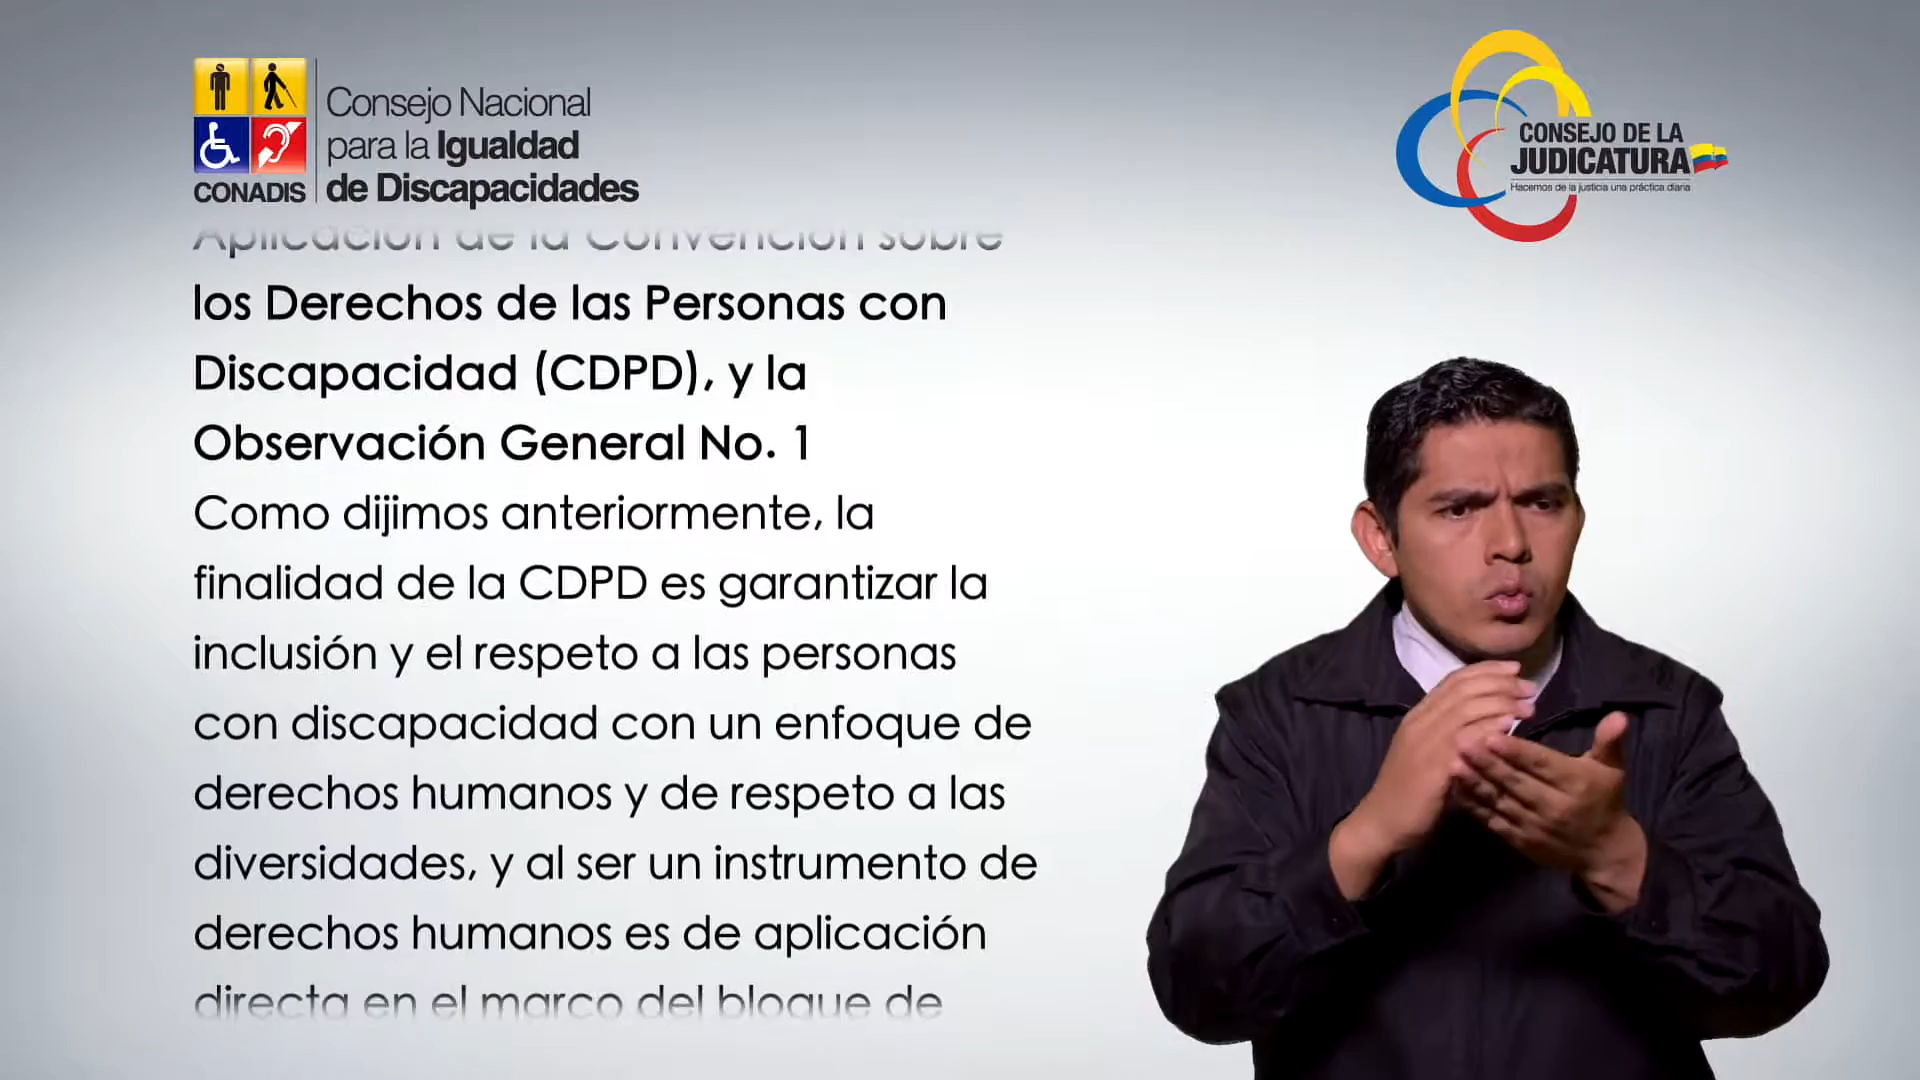 Consejo Nacional
para la Igualdad
de Discapacidades
CONADIS
CONSEJO DE LA
JUDICATURA
Hacemos de la justicia una práctica diaria
Aplicación de la Convención sobre
los Derechos de las Personas con
Discapacidad (CDPD), y la
Observación General No. 1
Como dijimos anteriormente, la
finalidad de la CDPD es garantizar la
inclusión y el respeto a las personas
con discapacidad con un enfoque de
derechos humanos y de respeto a las
diversidades, y al ser un instrumento de
derechos humanos es de aplicación
directa en el marco del bloque de